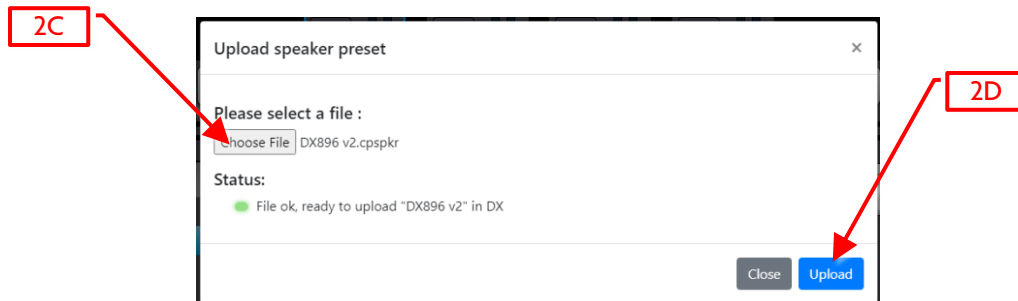 2C
Upload speaker preset ×
2D
Please select a file :
Choose File DX896 v2.cpspkr
Status:
File ok, ready to upload "DX896 v2" in DX
Close Upload